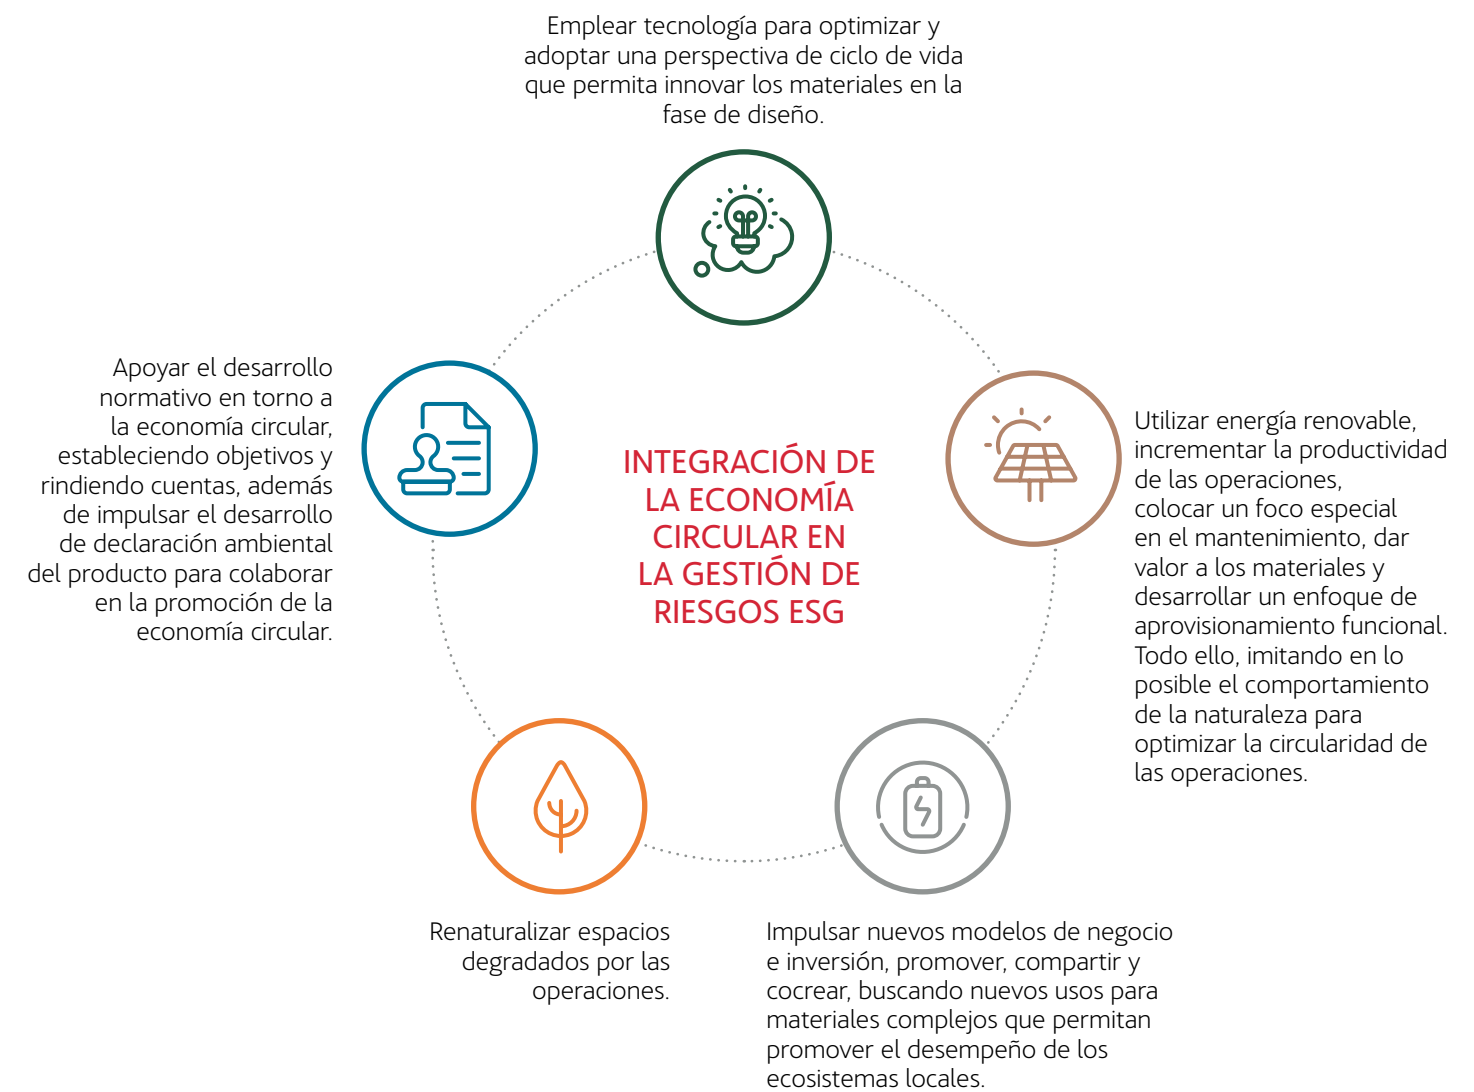 Emplear tecnología para optimizar y
adoptar una perspectiva de ciclo de vida
que permita innovar los materiales en la
fase de diseño.
Apoyar el desarrollo
normativo en torno a
la economía circular,
estableciendo objetivos y
rindiendo cuentas, además
de impulsar el desarrollo
de declaración ambiental
del producto para colaborar
en la promoción de la
economía circular.
INTEGRACIÓN DE
LA ECONOMÍA
CIRCULAR EN
LA GESTIÓN DE
RIESGOS ESG
Utilizar energía renovable,
incrementar la productividad
de las operaciones,
colocar un foco especial
en el mantenimiento, dar
valor a los materiales y
desarrollar un enfoque de
aprovisionamiento funcional.
Todo ello, imitando en lo
posible el comportamiento
de la naturaleza para
optimizar la circularidad de
las operaciones.
Renaturalizar espacios
degradados por las
operaciones.
Impulsar nuevos modelos de negocio
e inversión, promover, compartir y
cocrear, buscando nuevos usos para
materiales complejos que permitan
promover el desempeño de los
ecosistemas locales.